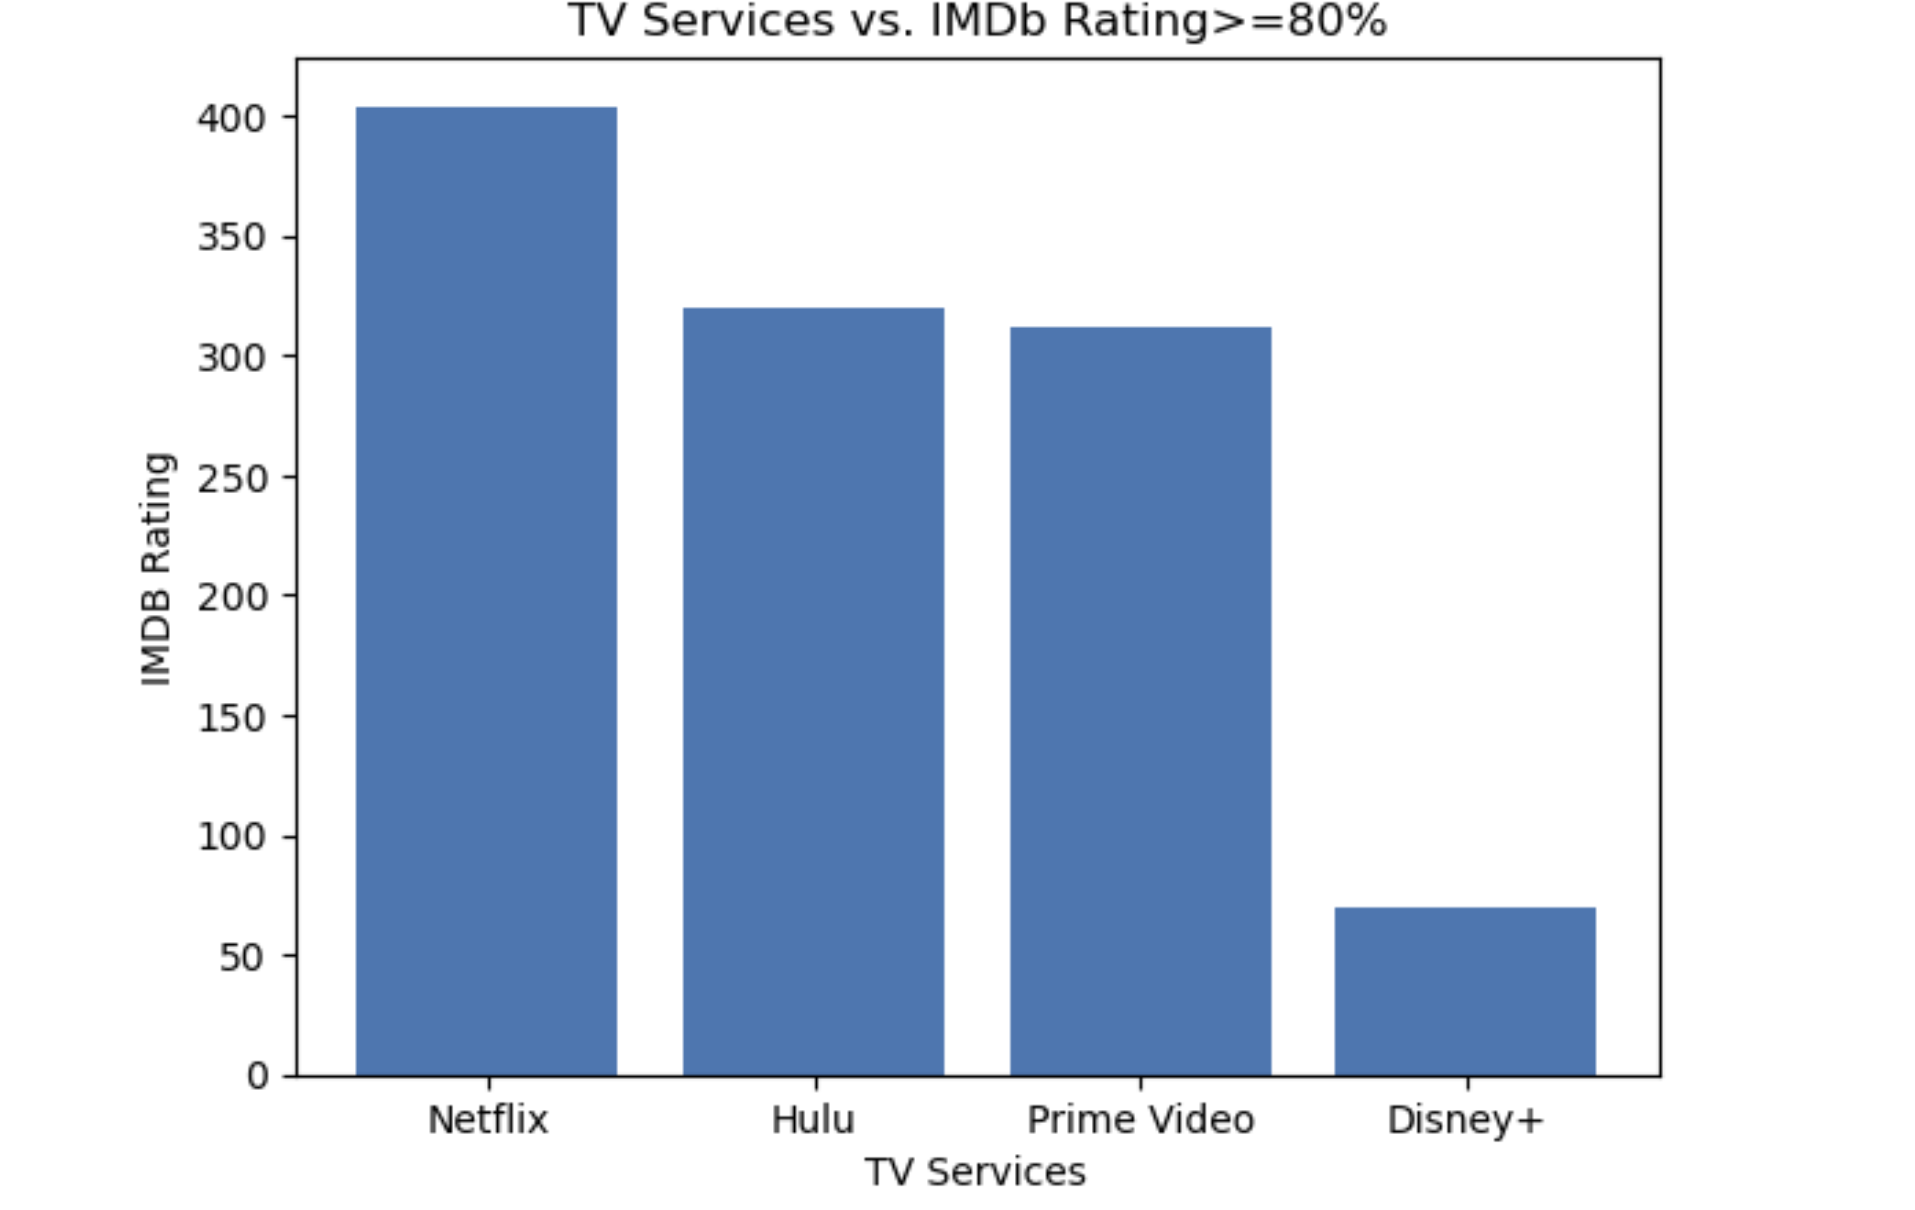 TV Services vs. IMDb Rating>=80%
400
350
300
250
200
150
100
50
0
IMDB Rating
Netflix Hulu Prime Video Disney+
TV Services